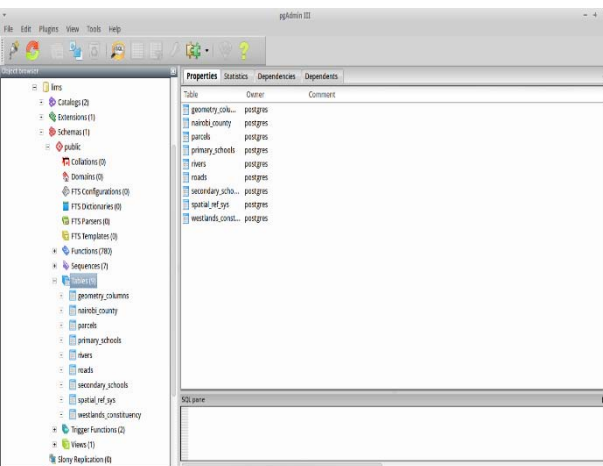 pgAdmin III
File Edit Plugins View Tools Help
Object browser
lims
Catalogs (2)
Extensions (1)
Schemas (1)
public
Collations (0)
Domains (0)
FTS Configurations (0)
FTS Dictionaries (0)
FTS Parsers (0)
FTS Templates (0)
Functions (780)
Sequences (7)
Tables (9)
geometry_columns
nairobi_county
parcels
primary_schools
rivers
roads
secondary_schools
spatial_ref_sys
westlands_constituency
Trigger Functions (2)
Views (1)
Slony Replication (0)
Properties Statistics Dependencies Dependents
Table Owner Comment
geometry_colu... postgres
nairobi_county postgres
parcels postgres
primary_schools postgres
rivers postgres
roads postgres
secondary_scho... postgres
spatial_ref_sys postgres
westlands_const... postgres
SQL pane